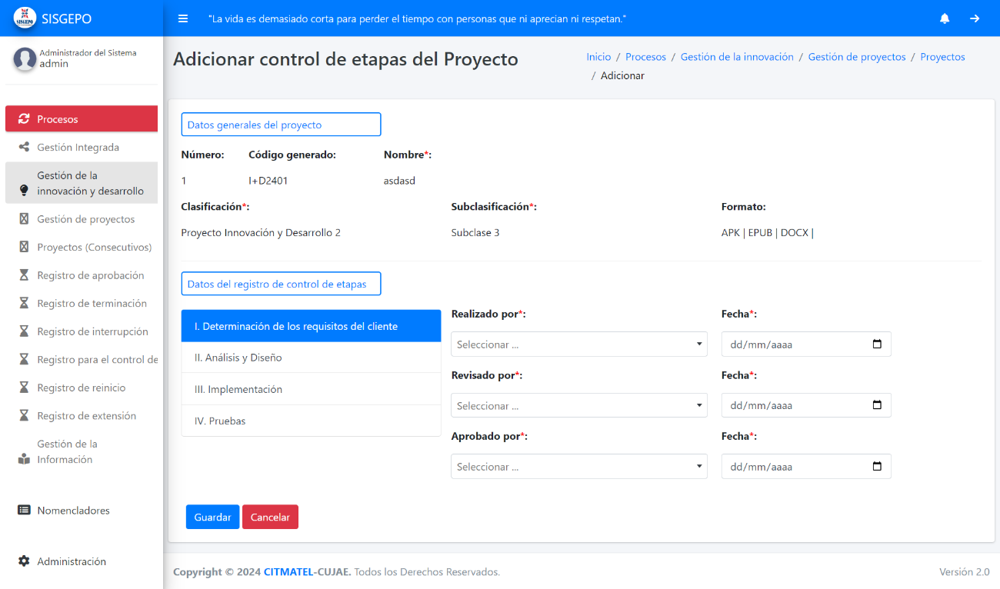 SISGEPO
SISGEPO
"La vida es demasiado corta para perder el tiempo con personas que ni aprecian ni respetan."
Administrador del Sistema
admin
Procesos
Gestión Integrada
Gestión de la
innovación y desarrollo
Gestión de proyectos
Proyectos (Consecutivos)
Registro de aprobación
Registro de terminación
Registro de interrupción
Registro para el control de
Registro de reinicio
Registro de extensión
Gestión de la
Información
Nomencladores
Administración
Adicionar control de etapas del Proyecto
Inicio / Procesos / Gestión de la innovación / Gestión de proyectos / Proyectos
/ Adicionar
Datos generales del proyecto
Número: Código generado: Nombre*:
1 I+D2401 asdasd
Clasificación*: Subclasificación*: Formato:
Proyecto Innovación y Desarrollo 2 Subclase 3 APK | EPUB | DOCX |
Datos del registro de control de etapas
I. Determinación de los requisitos del cliente
II. Análisis y Diseño
III. Implementación
IV. Pruebas
Realizado por*: Fecha*:
Seleccionar ... dd/mm/aaaa
Revisado por*: Fecha*:
Seleccionar ... dd/mm/aaaa
Aprobado por*: Fecha*:
Seleccionar ... dd/mm/aaaa
Guardar Cancelar
Copyright © 2024 CITMATEL-CUJAE. Todos los Derechos Reservados. Versión 2.0